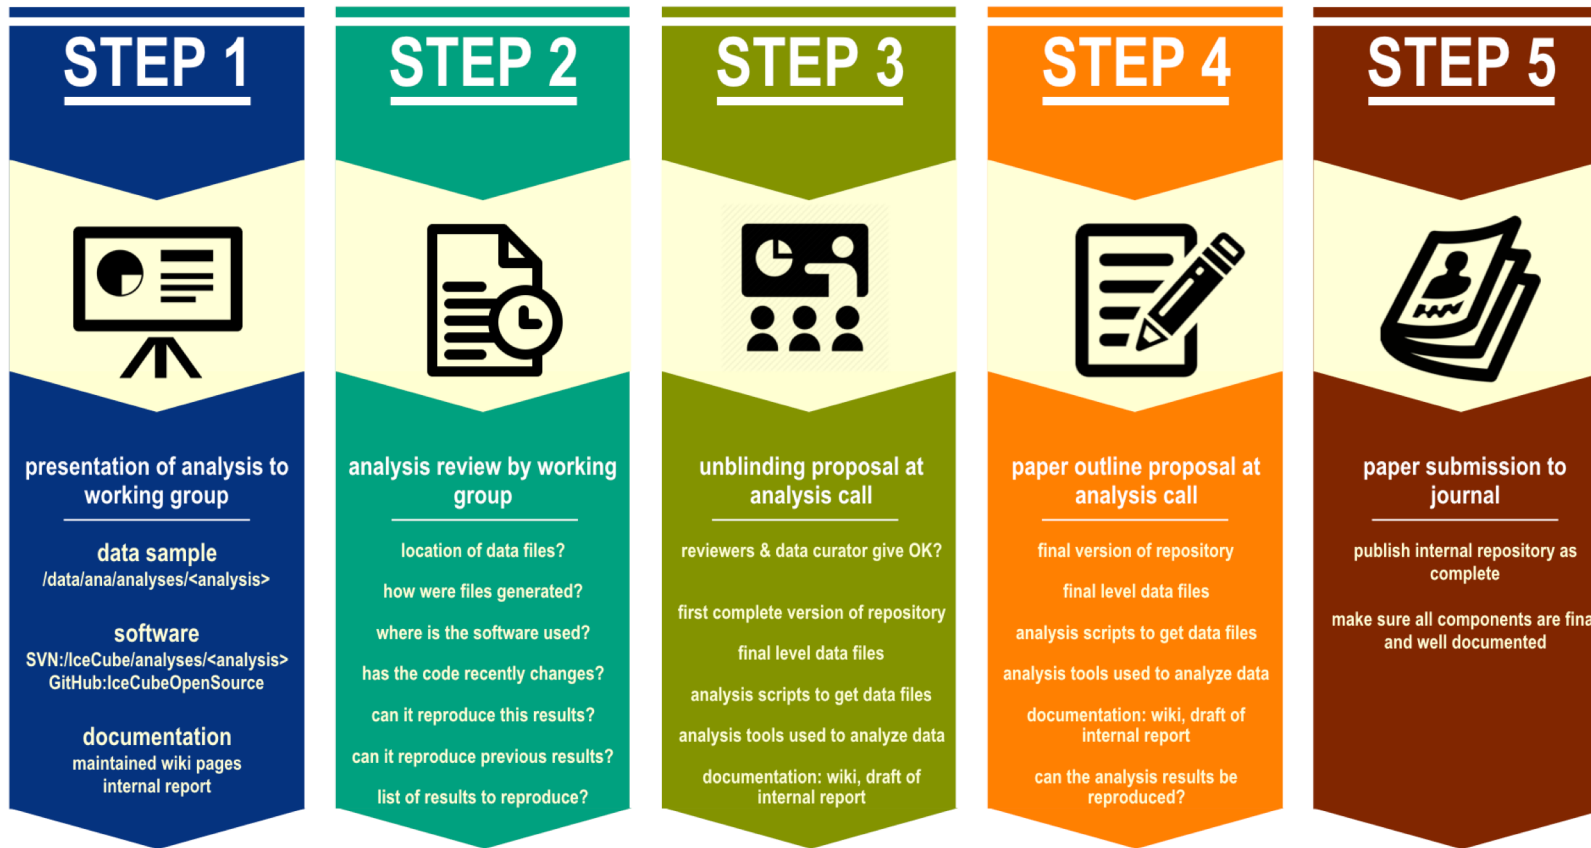 STEP 1
presentation of analysis to
working group
data sample
/data/ana/analyses/<analysis>
software
SVN:/IceCube/analyses/<analysis>
GitHub:IceCubeOpenSource
documentation
maintained wiki pages
internal report
STEP 2
analysis review by working
group
location of data files?
how were files generated?
where is the software used?
has the code recently changes?
can it reproduce this results?
can it reproduce previous results?
list of results to reproduce?
STEP 3
unblinding proposal at
analysis call
reviewers & data curator give OK?
first complete version of repository
final level data files
analysis scripts to get data files
analysis tools used to analyze data
documentation: wiki, draft of
internal report
STEP 4
paper outline proposal at
analysis call
final version of repository
final level data files
analysis scripts to get data files
analysis tools used to analyze data
documentation: wiki, draft of
internal report
can the analysis results be
reproduced?
STEP 5
paper submission to
journal
publish internal repository as
complete
make sure all components are fina
and well documented